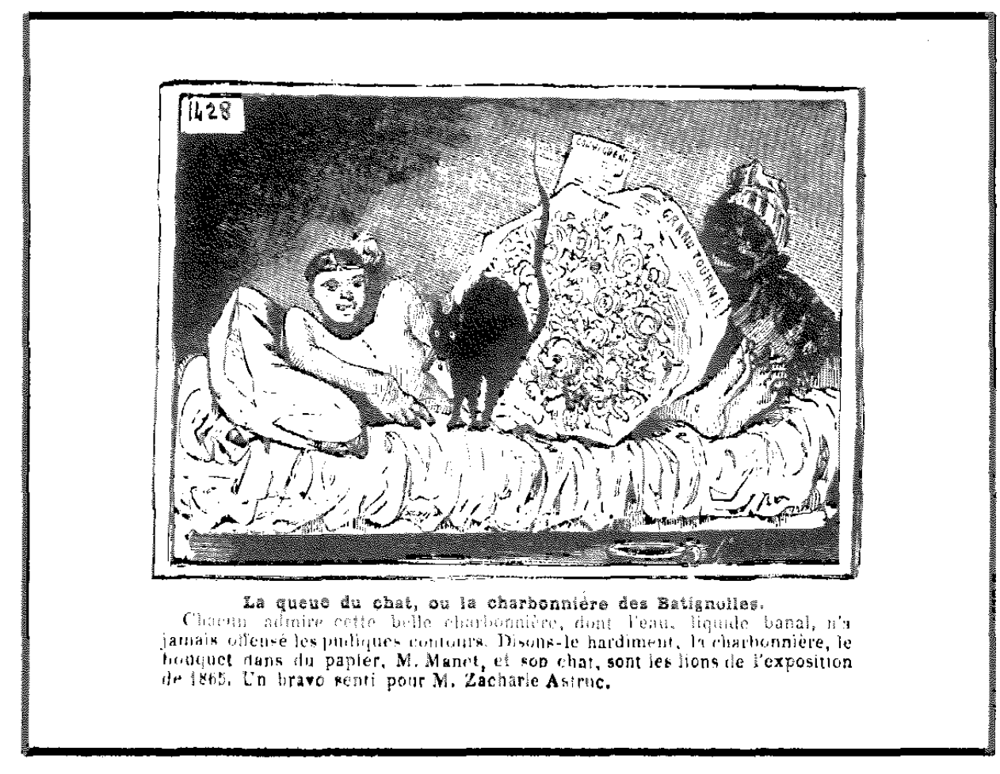 1428
GRAND TOURNA
La queue du chat, ou la charbonnière des Batignolles.
Chacun admire cette belle charbonnière, dont l'eau, liquide banal, n'a
jamais offensé les pudiques contours. Disons-le hardiment, la charbonnière, le
bouquet dans du papier, M. Manet, et son chat, sont les lions de l'exposition
de 1865. Un bravo senti pour M. Zacharie Astruc.